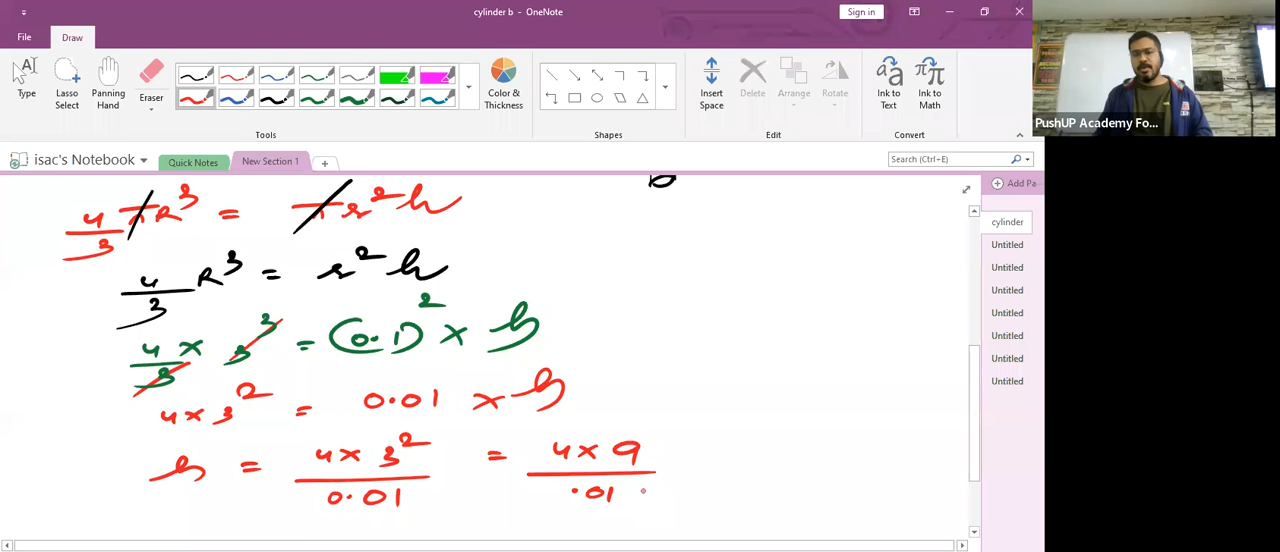 cylinder b - OneNote
Sign in
File
Draw
Type
Lasso Select
Panning Hand
Eraser
Color & Thickness
Insert Space
Delete
Arrange
Rotate
Ink to Text
Ink to Math
Tools
Shapes
Edit
Convert
PushUP Academy Fo...
isac's Notebook
Quick Notes
New Section 1
Search (Ctrl+E)
Add Pa
cylinder
Untitled
Untitled
Untitled
Untitled
Untitled
Untitled
Untitled
4/3 πR³ = πr²h
4/3 R³ = r²h
4/3 × 3³ = (0.1)² × h
4 × 3² = 0.01 × h
h = 4 × 3² / 0.01 = 4 × 9 / .01